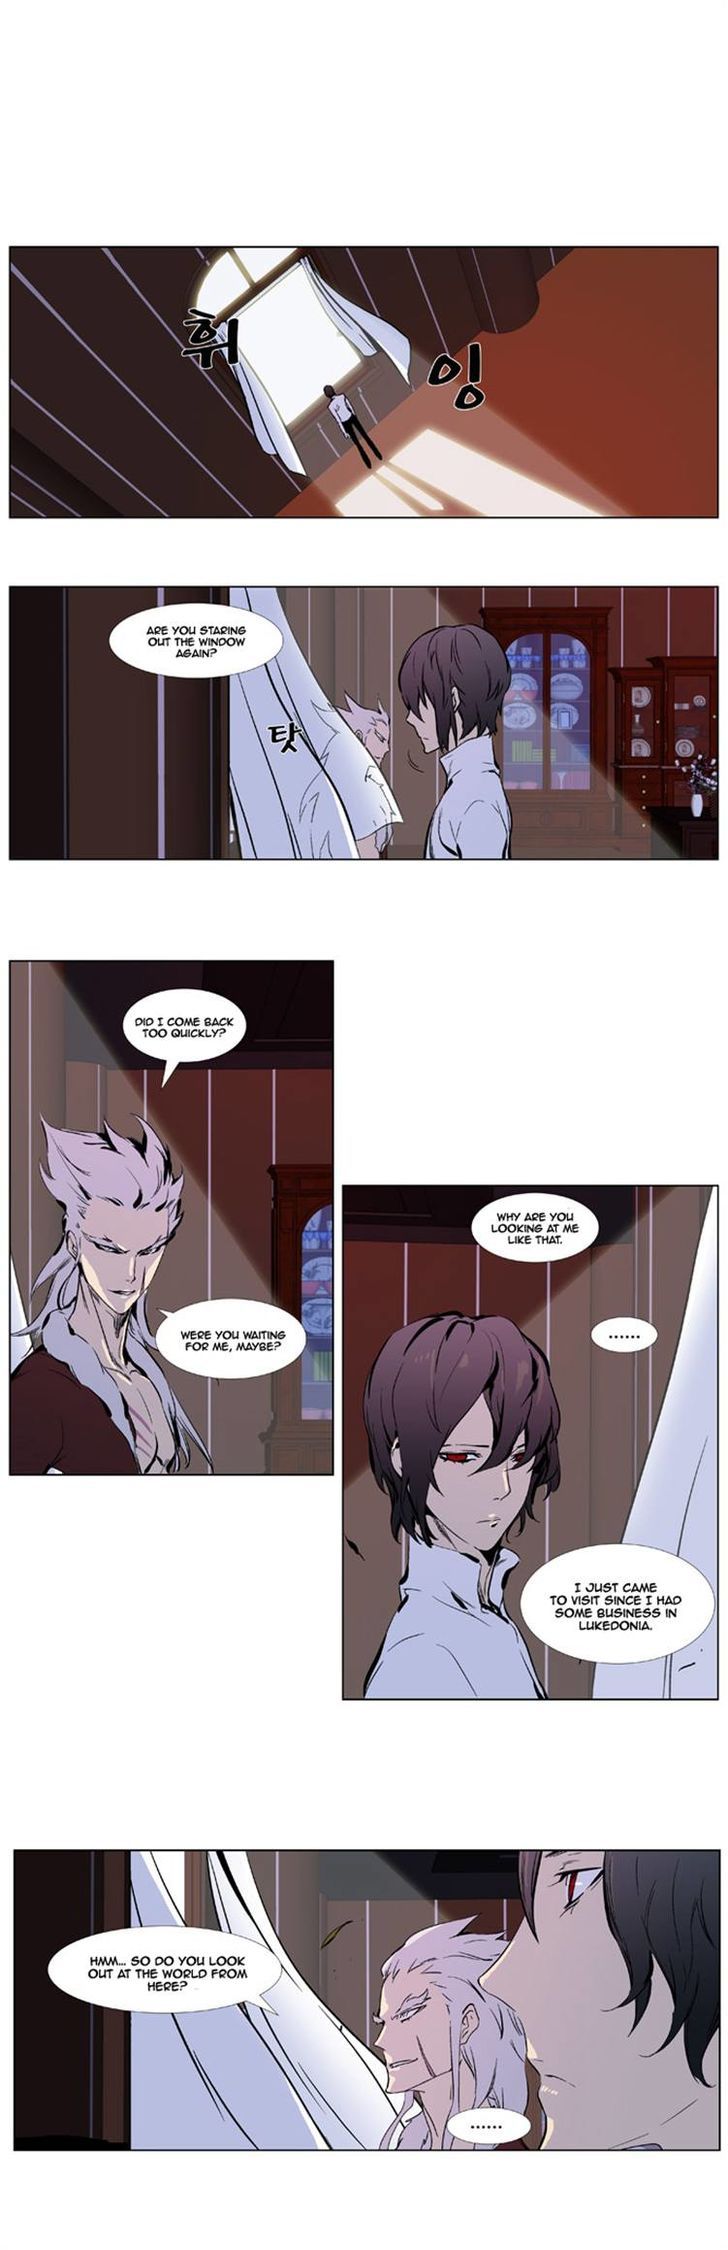 휘
잉
ARE YOU STARING
OUT THE WINDOW
AGAIN?
탓
DID I COME BACK
TOO QUICKLY?
WERE YOU WAITING
FOR ME, MAYBE?
WHY ARE YOU
LOOKING AT ME
LIKE THAT.
......
I JUST CAME
TO VISIT SINCE I HAD
SOME BUSINESS IN
LUKEDONIA.
HMM... SO DO YOU LOOK
OUT AT THE WORLD FROM
HERE?
......